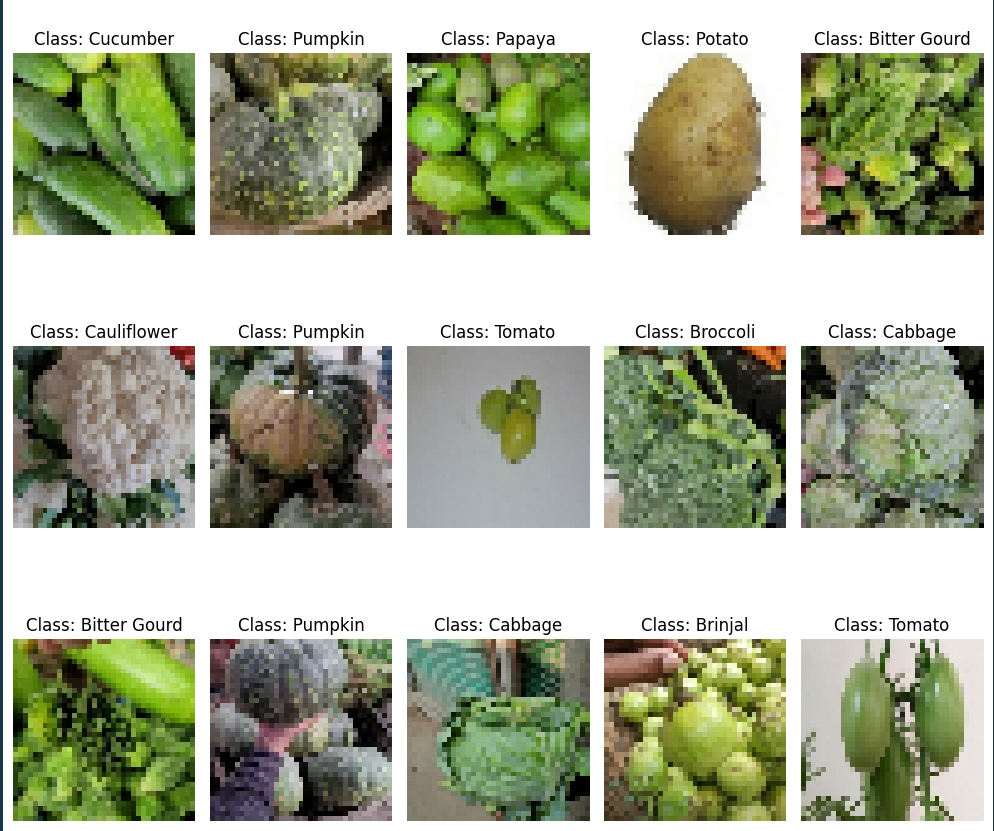 Class: Cucumber
Class: Pumpkin
Class: Papaya
Class: Potato
Class: Bitter Gourd
Class: Cauliflower
Class: Pumpkin
Class: Tomato
Class: Broccoli
Class: Cabbage
Class: Bitter Gourd
Class: Pumpkin
Class: Cabbage
Class: Brinjal
Class: Tomato